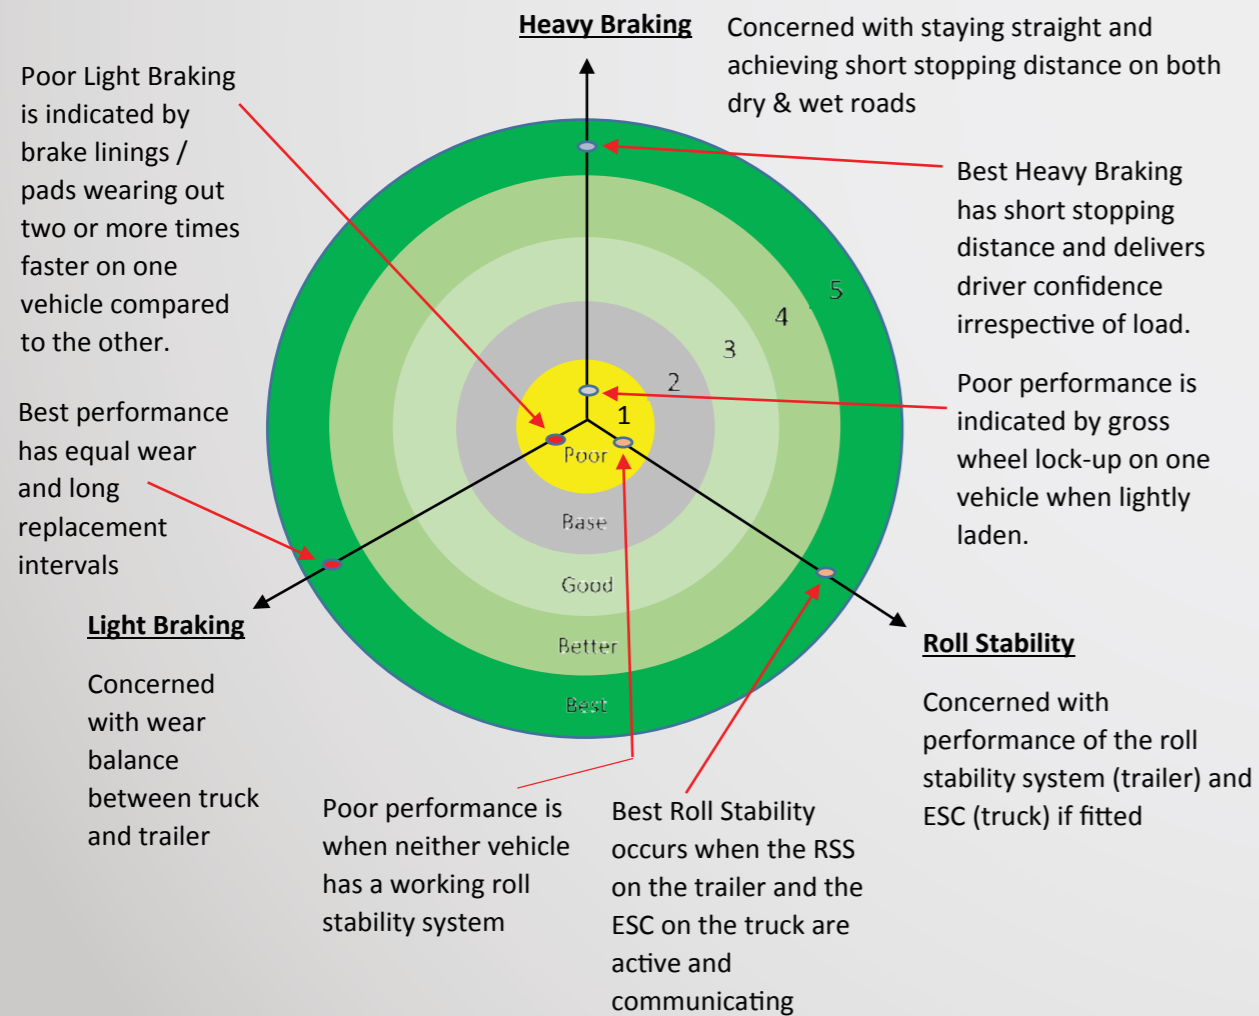 Heavy Braking
Concerned with staying straight and
achieving short stopping distance on both
dry & wet roads
Poor Light Braking
is indicated by
brake linings /
pads wearing out
two or more times
faster on one
vehicle compared
to the other.
Best performance
has equal wear
and long
replacement
intervals
Best Heavy Braking
has short stopping
distance and delivers
driver confidence
irrespective of load.
Poor performance is
indicated by gross
wheel lock-up on one
vehicle when lightly
laden.
5
4
3
2
1
Poor
Base
Good
Better
Best
Light Braking
Concerned
with wear
balance
between truck
and trailer
Roll Stability
Concerned with
performance of the roll
stability system (trailer) and
ESC (truck) if fitted
Poor performance is
when neither vehicle
has a working roll
stability system
Best Roll Stability
occurs when the RSS
on the trailer and the
ESC on the truck are
active and
communicating